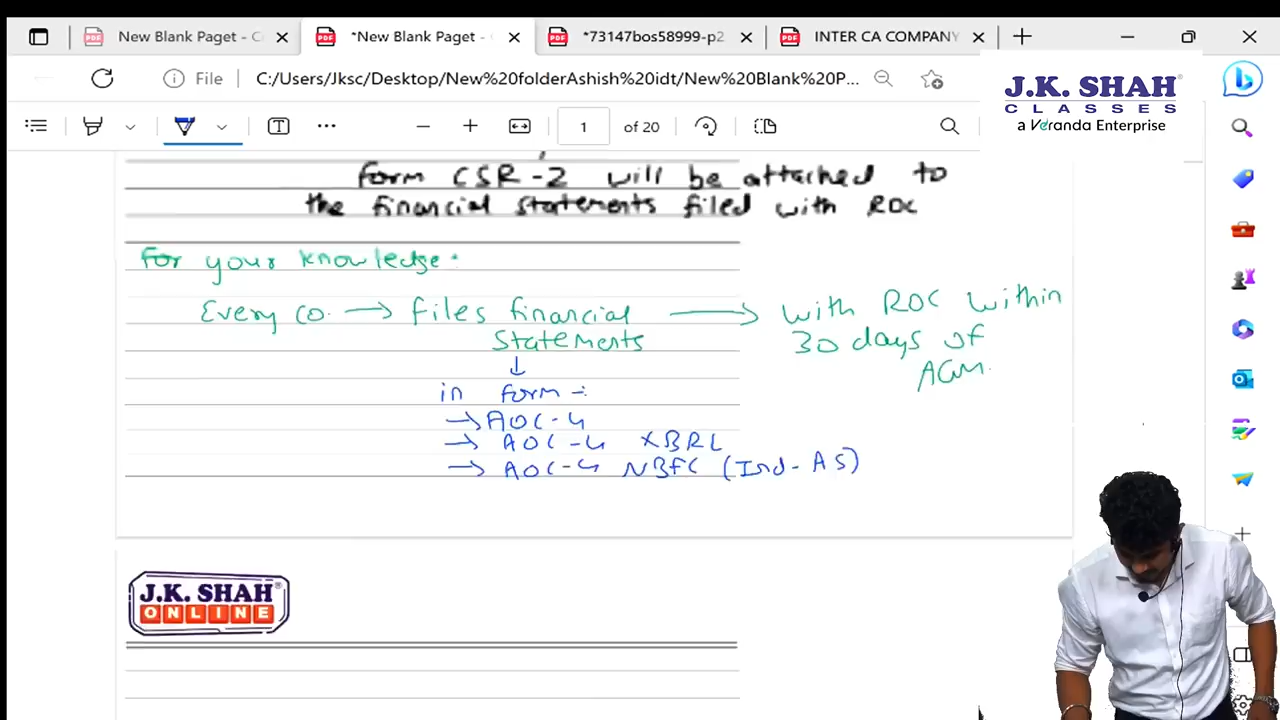 New Blank Paget - C
*New Blank Paget -
*73147bos58999-p2
INTER CA COMPANY
File
C:/Users/Jksc/Desktop/New%20folderAshish%20idt/New%20Blank%20P...
J.K. SHAH
CLASSES
a Veranda Enterprise
1 of 20
Form CSR-2 will be attached to
the financial statements filed with ROC
For your knowledge:
Every co. → files financial → with ROC within
statements 30 days of
AGM.
↓
in form :-
→ AOC-4
→ AOC-4 XBRL
→ AOC-4 NBFC (Ind-AS)
J.K. SHAH
ONLINE